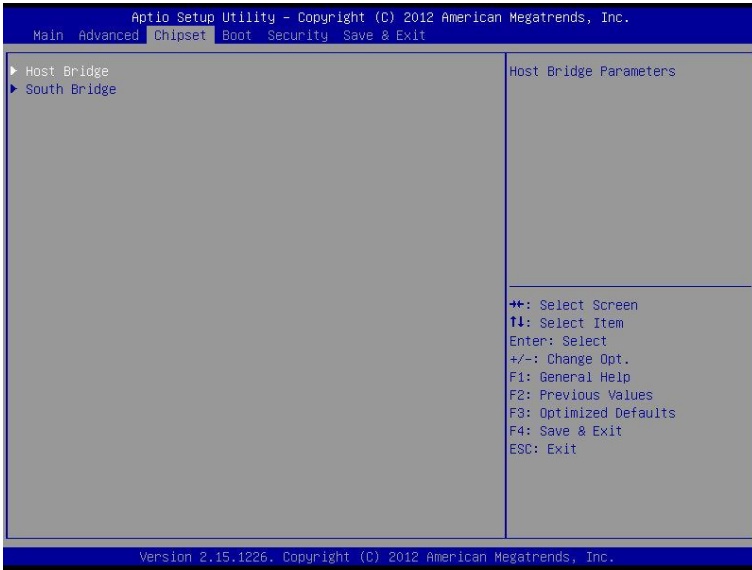 Aptio Setup Utility – Copyright (C) 2012 American Megatrends, Inc.
Main Advanced Chipset Boot Security Save & Exit
▶ Host Bridge
▶ South Bridge
Host Bridge Parameters
→←: Select Screen
↑↓: Select Item
Enter: Select
+/-: Change Opt.
F1: General Help
F2: Previous Values
F3: Optimized Defaults
F4: Save & Exit
ESC: Exit
Version 2.15.1226. Copyright (C) 2012 American Megatrends, Inc.